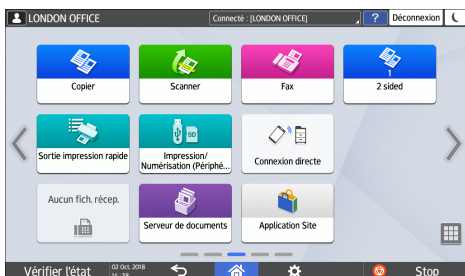 LONDON OFFICE
Connecté : [LONDON OFFICE]
?
Déconnexion
Copier
Scanner
Fax
1
2 sided
Sortie impression rapide
SD
Impression/
Numérisation (Périphé...
Connexion directe
Aucun fich. récep.
Serveur de documents
Application Site
Vérifier l'état
02 Oct. 2018
Stop